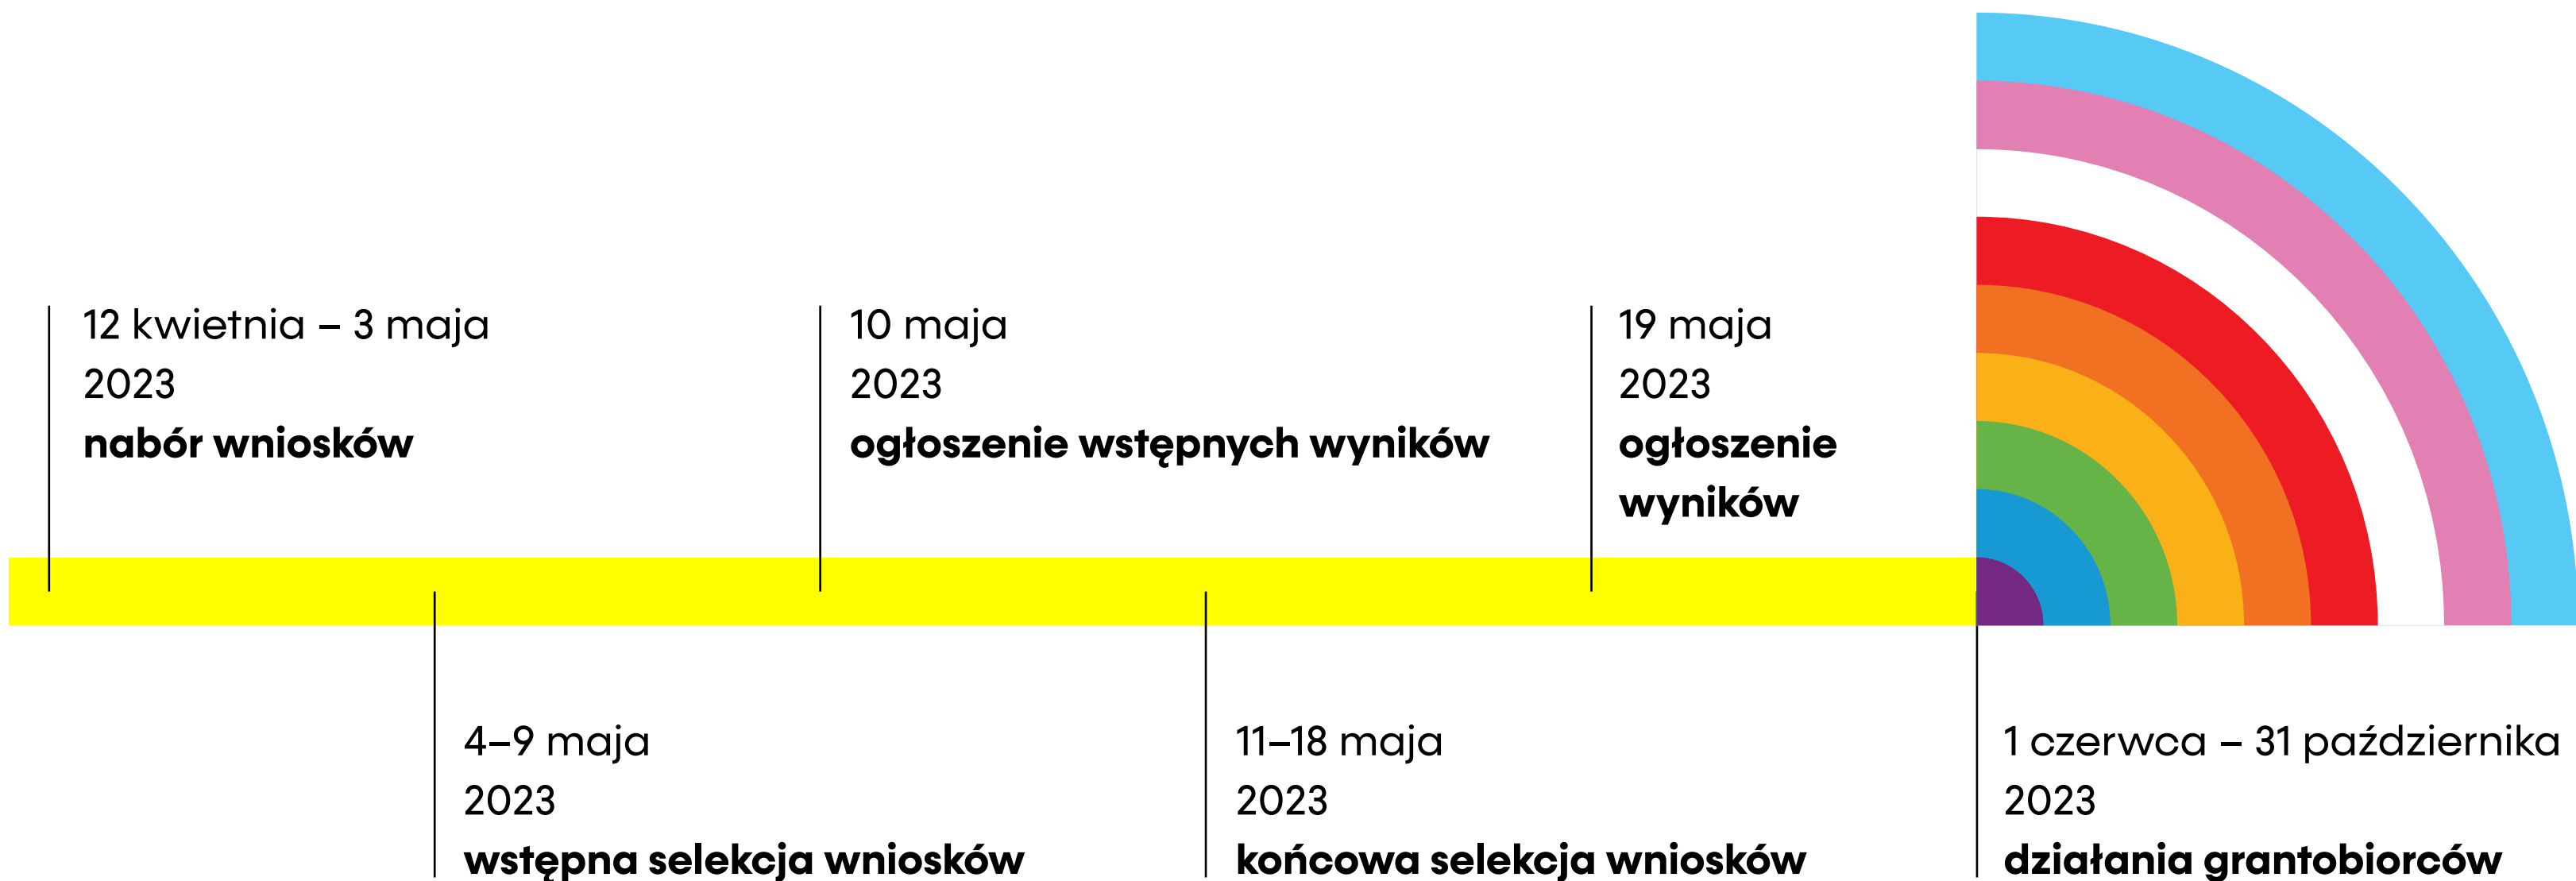 12 kwietnia – 3 maja
2023
nabór wniosków
4–9 maja
2023
wstępna selekcja wniosków
10 maja
2023
ogłoszenie wstępnych wyników
11–18 maja
2023
końcowa selekcja wniosków
19 maja
2023
ogłoszenie
wyników
1 czerwca – 31 października
2023
działania grantobiorców